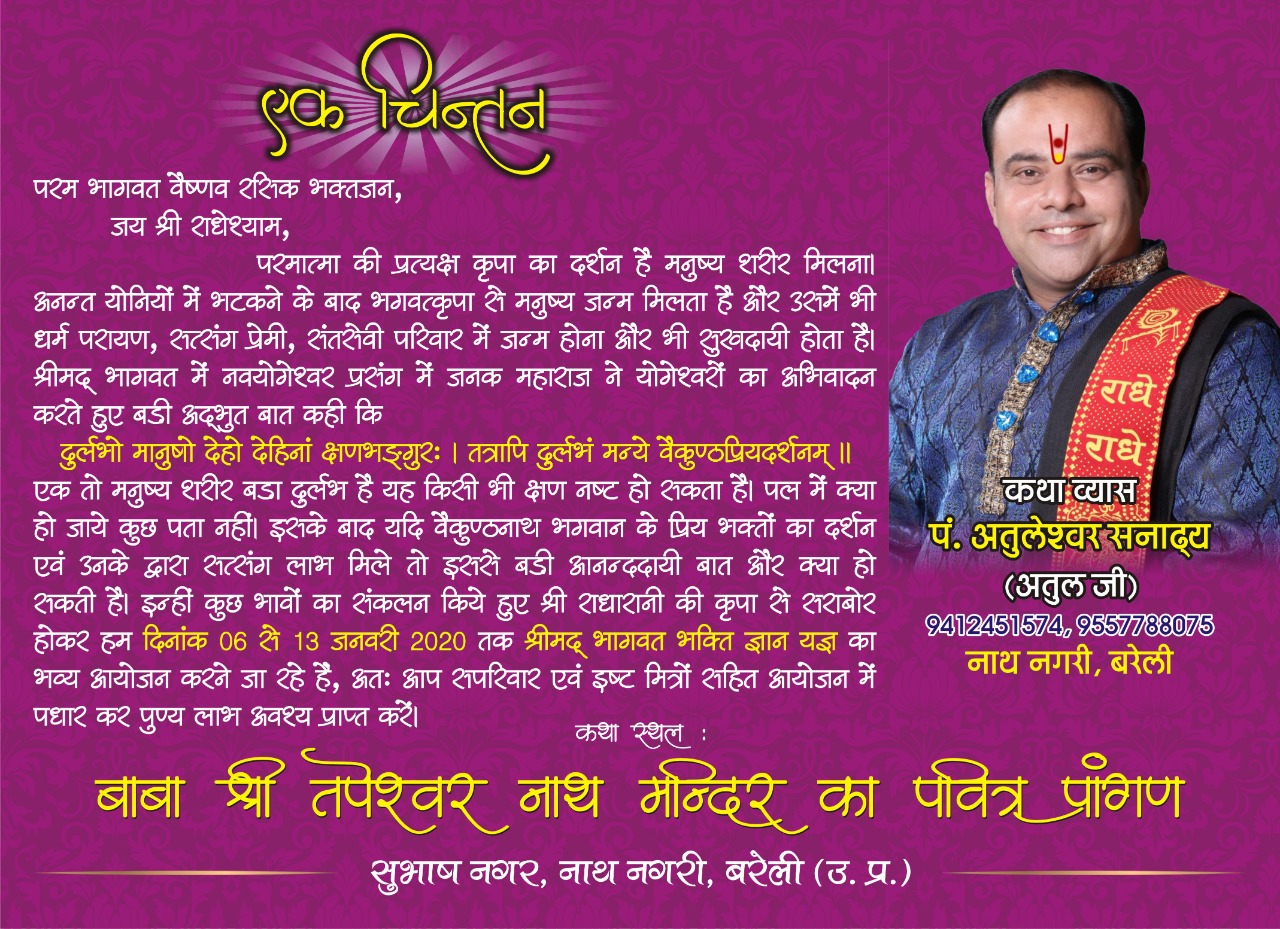 एक चिन्तन
परम भागवत वैष्णव रसिक भक्तजन,
जय श्री राधेश्याम,
परमात्मा की प्रत्यक्ष कृपा का दर्शन है मनुष्य शरीर मिलना।
अनन्त योनियों में भटकने के बाद भगवत्कृपा से मनुष्य जन्म मिलता है और उसमें भी
धर्म परायण, सत्संग प्रेमी, संतसेवी परिवार में जन्म होना और भी सुखदायी होता है।
श्रीमद् भागवत में नवयोगेश्वर प्रसंग में जनक महाराज ने योगेश्वरों का अभिवादन
करते हुए बडी अद्भुत बात कही कि
दुर्लभो मानुषो देहो देहिनां क्षणभङ्गुरः । तत्रापि दुर्लभं मन्ये वैकुण्ठप्रियदर्शनम् ॥
एक तो मनुष्य शरीर बडा दुर्लभ है यह किसी भी क्षण नष्ट हो सकता है। पल में क्या
हो जाये कुछ पता नहीं। इसके बाद यदि वैकुण्ठनाथ भगवान के प्रिय भक्तों का दर्शन
एवं उनके द्वारा सत्संग लाभ मिले तो इससे बडी आनन्ददायी बात और क्या हो
सकती है। इन्हीं कुछ भावों का संकलन किये हुए श्री राधारानी की कृपा से सराबोर
होकर हम दिनांक 06 से 13 जनवरी 2020 तक श्रीमद् भागवत भक्ति ज्ञान यज्ञ का
भव्य आयोजन करने जा रहे हैं, अतः आप सपरिवार एवं इष्ट मित्रों सहित आयोजन में
पधार कर पुण्य लाभ अवश्य प्राप्त करें।
राधे
राधे
कथा व्यास
पं. अतुलेश्वर सनाढ्य
(अतुल जी)
9412451574, 9557788075
नाथ नगरी, बरेली
कथा स्थल :
बाबा श्री तपेश्वर नाथ मन्दिर का पवित्र प्रांगण
सुभाष नगर, नाथ नगरी, बरेली (उ. प्र.)